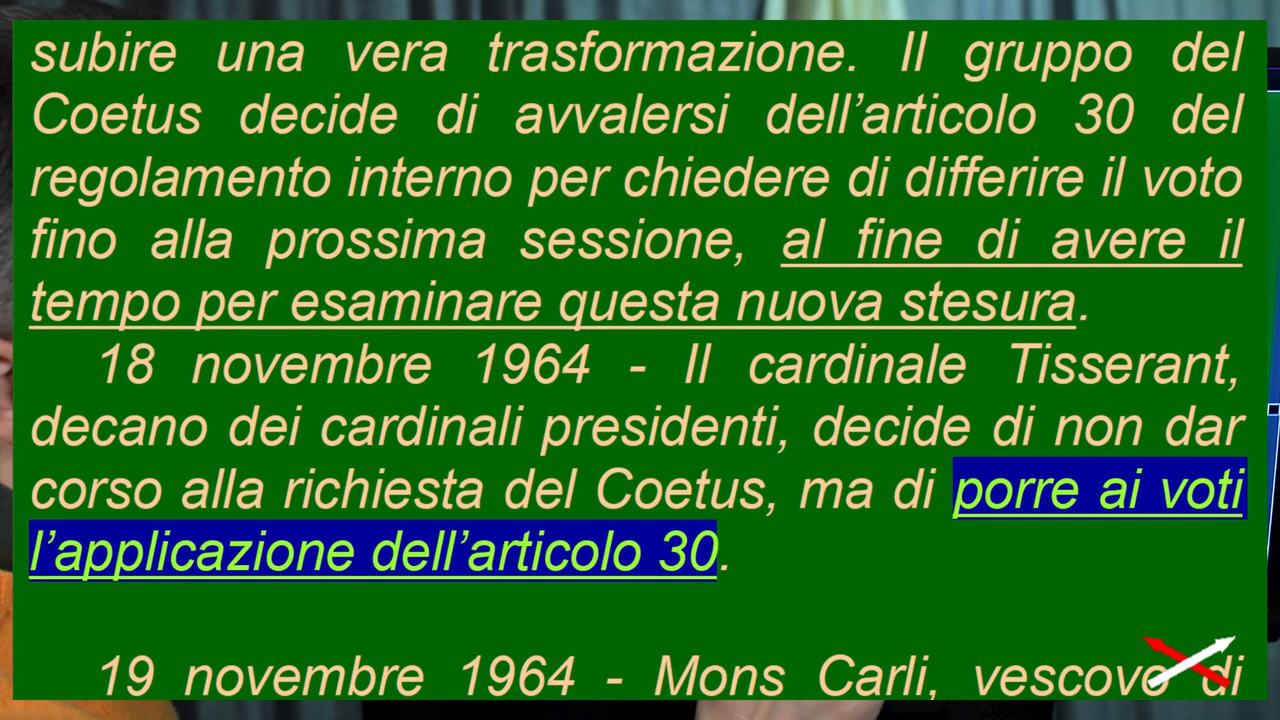 subire una vera trasformazione. Il gruppo del
Coetus decide di avvalersi dell’articolo 30 del
regolamento interno per chiedere di differire il voto
fino alla prossima sessione, al fine di avere il
tempo per esaminare questa nuova stesura.
18 novembre 1964 - Il cardinale Tisserant,
decano dei cardinali presidenti, decide di non dar
corso alla richiesta del Coetus, ma di porre ai voti
l’applicazione dell’articolo 30.
19 novembre 1964 - Mons Carli, vescovo di